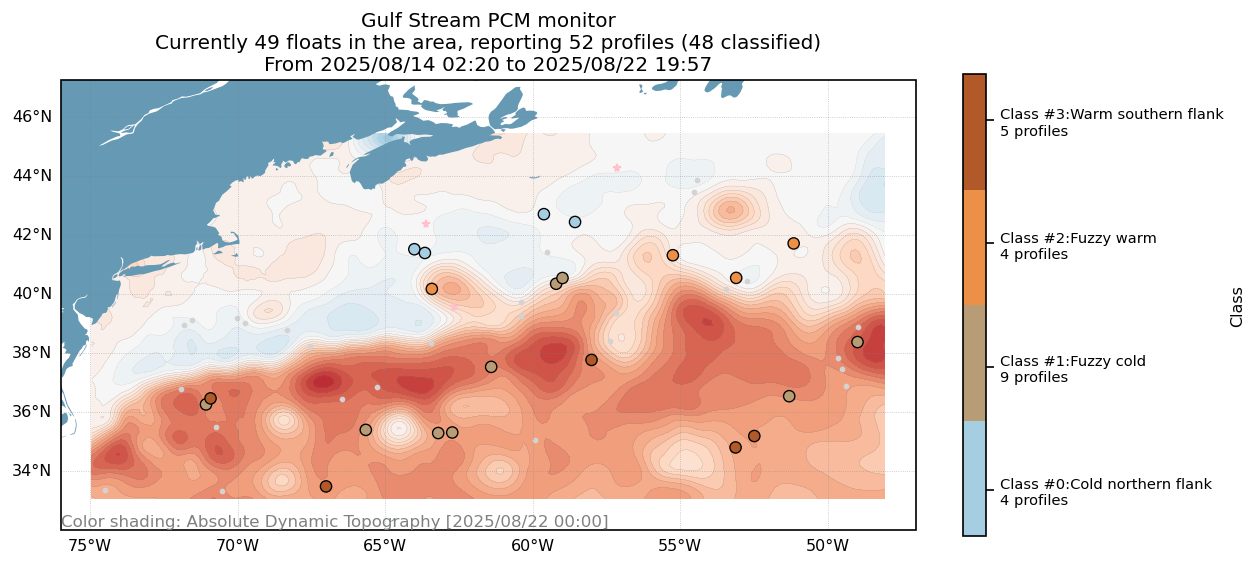 Gulf Stream PCM monitor
Currently 49 floats in the area, reporting 52 profiles (48 classified)
From 2025/08/14 02:20 to 2025/08/22 19:57
46°N
44°N
42°N
40°N
38°N
36°N
34°N
Color shading: Absolute Dynamic Topography [2025/08/22 00:00]
75°W
70°W
65°W
60°W
55°W
50°W
Class #3:Warm southern flank
5 profiles
Class #2:Fuzzy warm
4 profiles
Class #1:Fuzzy cold
9 profiles
Class #0:Cold northern flank
4 profiles
Class